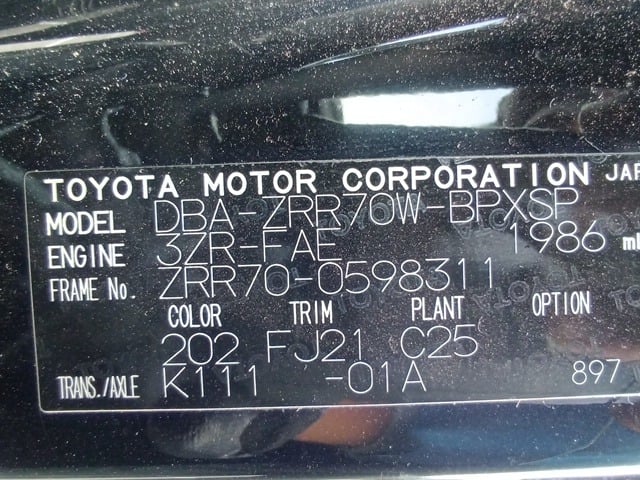 TOYOTA MOTOR CORPORATION JAP
MODEL DBA-ZRR70W-BPXSP
ENGINE 3ZR-FAE 1986 ml
FRAME No. ZRR70-0598311
COLOR TRIM PLANT OPTION
202 FJ21 C25
TRANS./AXLE K111 -01A 897